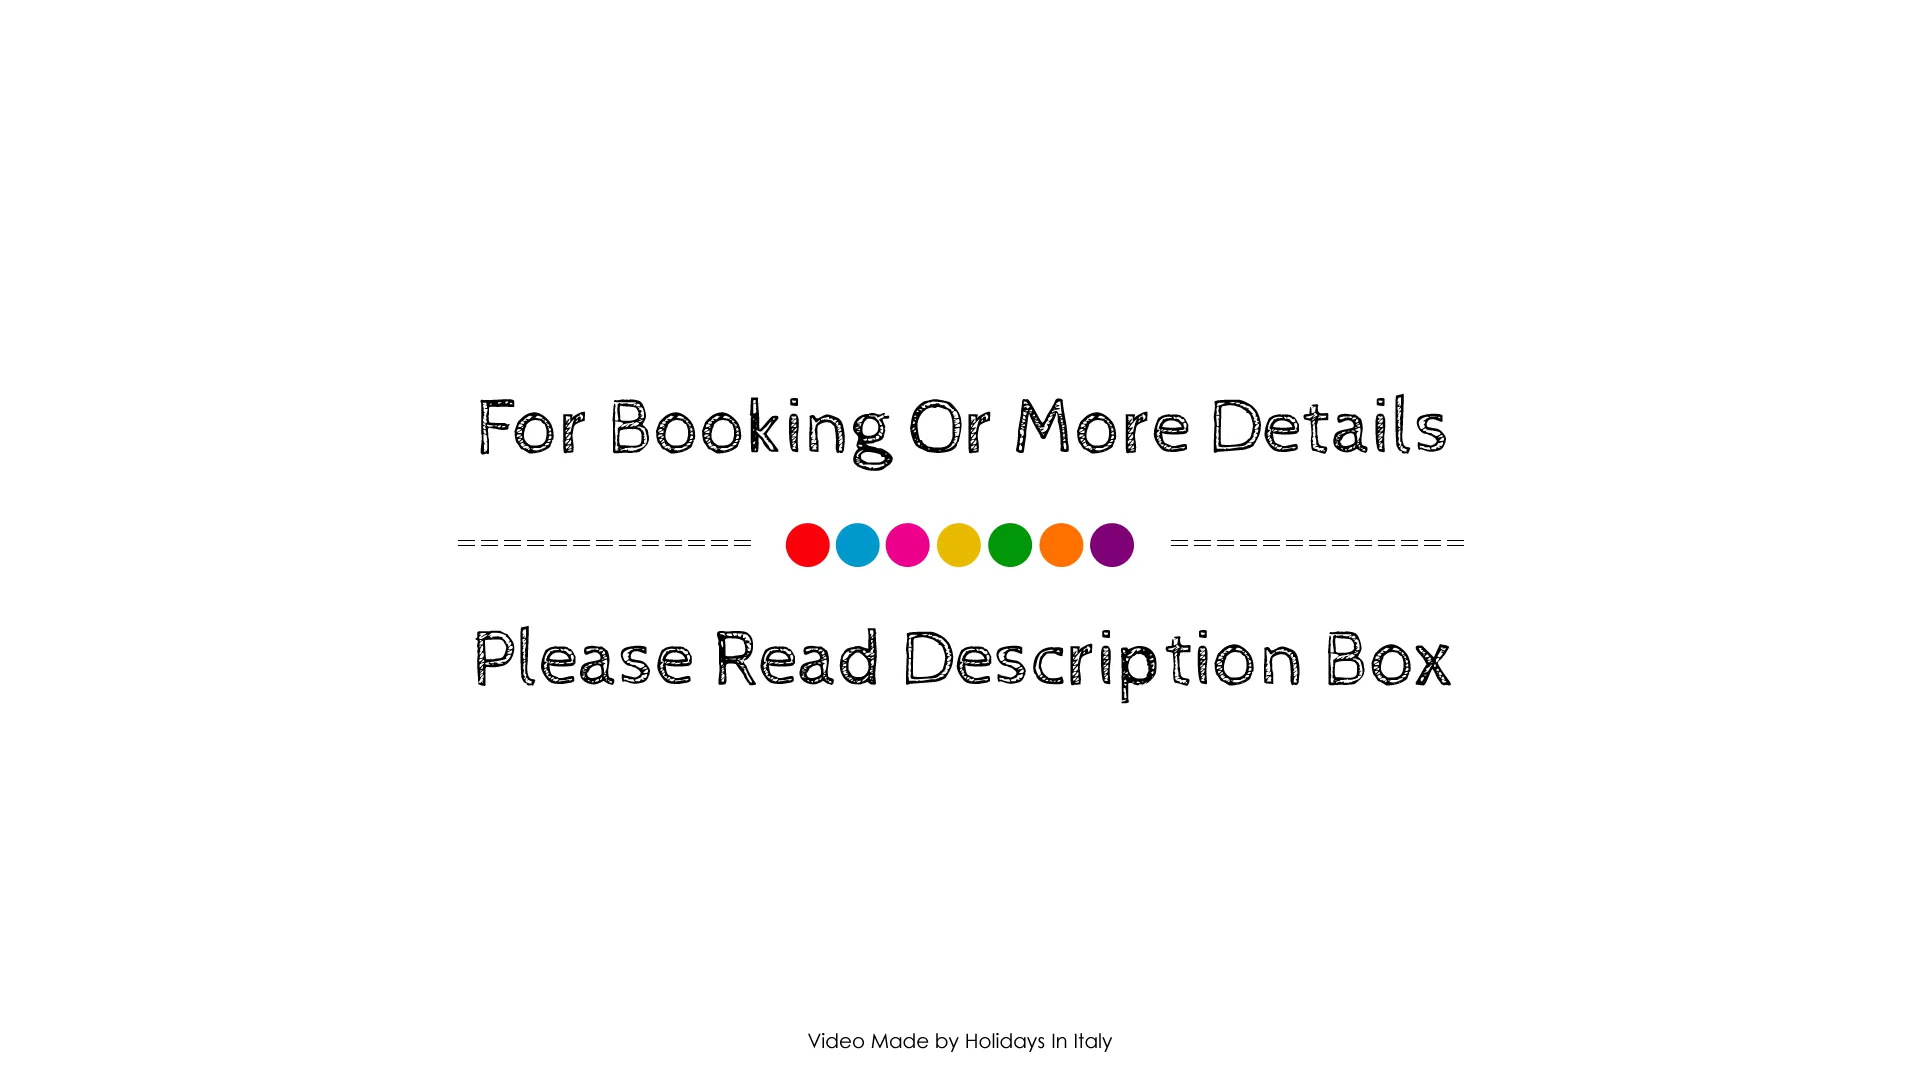 For Booking Or More Details
============= =============
Please Read Description Box
Video Made by Holidays In Italy